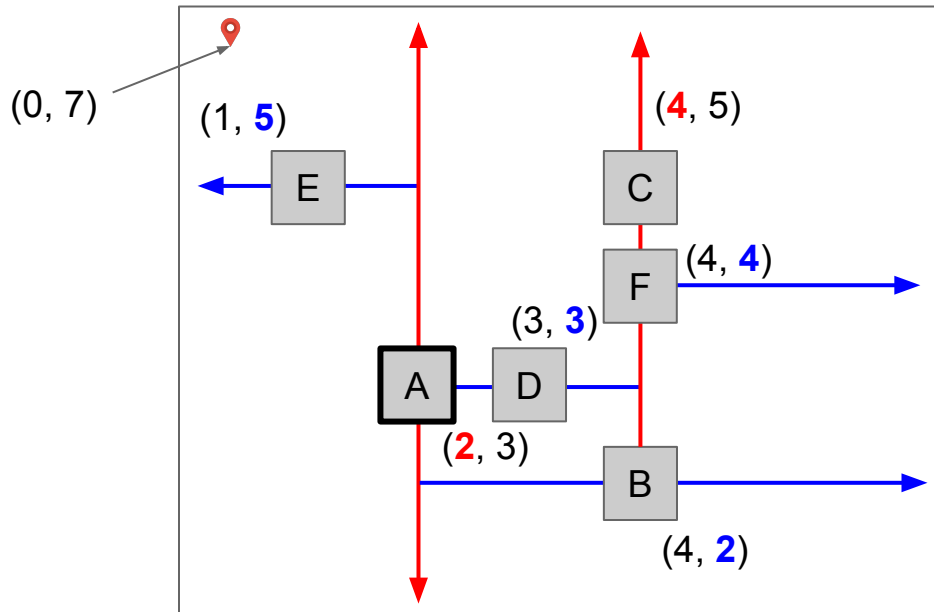 (0, 7)
(1, 5)
(4, 5)
E
C
F
(4, 4)
(3, 3)
A
D
(2, 3)
B
(4, 2)